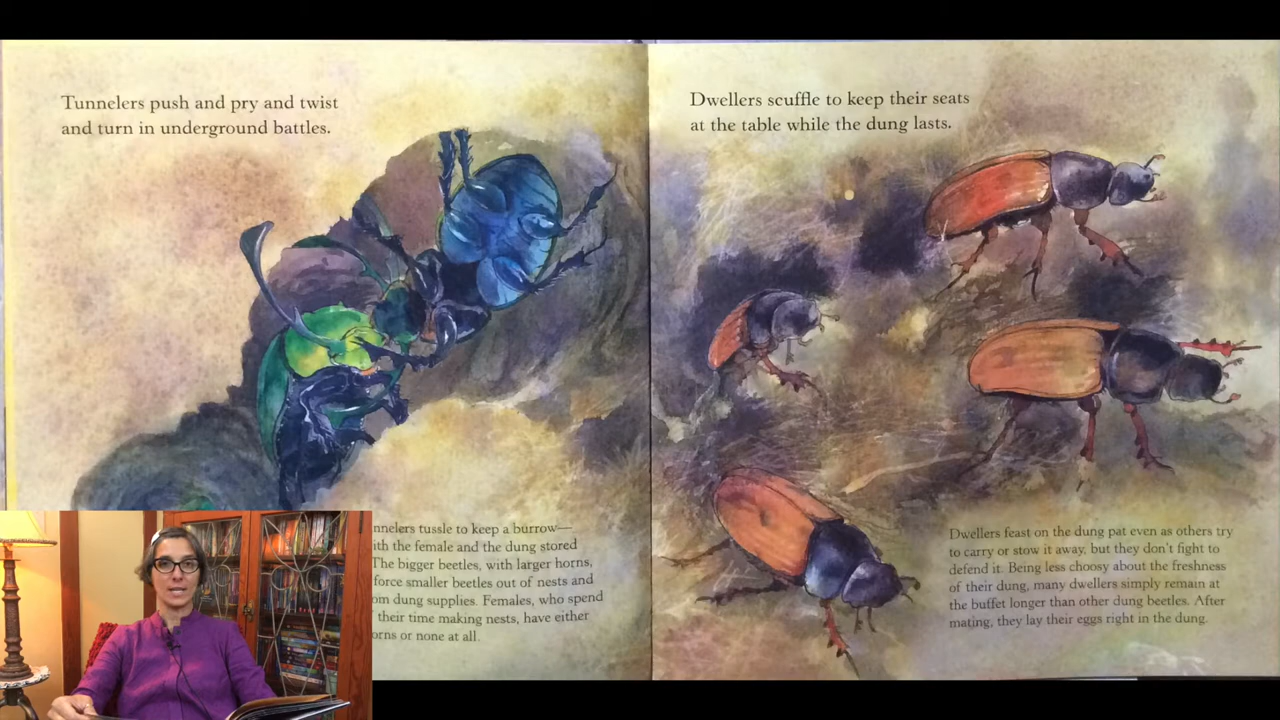 Tunnelers push and pry and twist
and turn in underground battles.
nnelers tussle to keep a burrow—
ith the female and the dung stored
The bigger beetles, with larger horns,
force smaller beetles out of nests and
om dung supplies. Females, who spend
their time making nests, have either
orns or none at all.
Dwellers scuffle to keep their seats
at the table while the dung lasts.
Dwellers feast on the dung pat even as others try
to carry or stow it away, but they don't fight to
defend it. Being less choosy about the freshness
of their dung, many dwellers simply remain at
the buffet longer than other dung beetles. After
mating, they lay their eggs right in the dung.